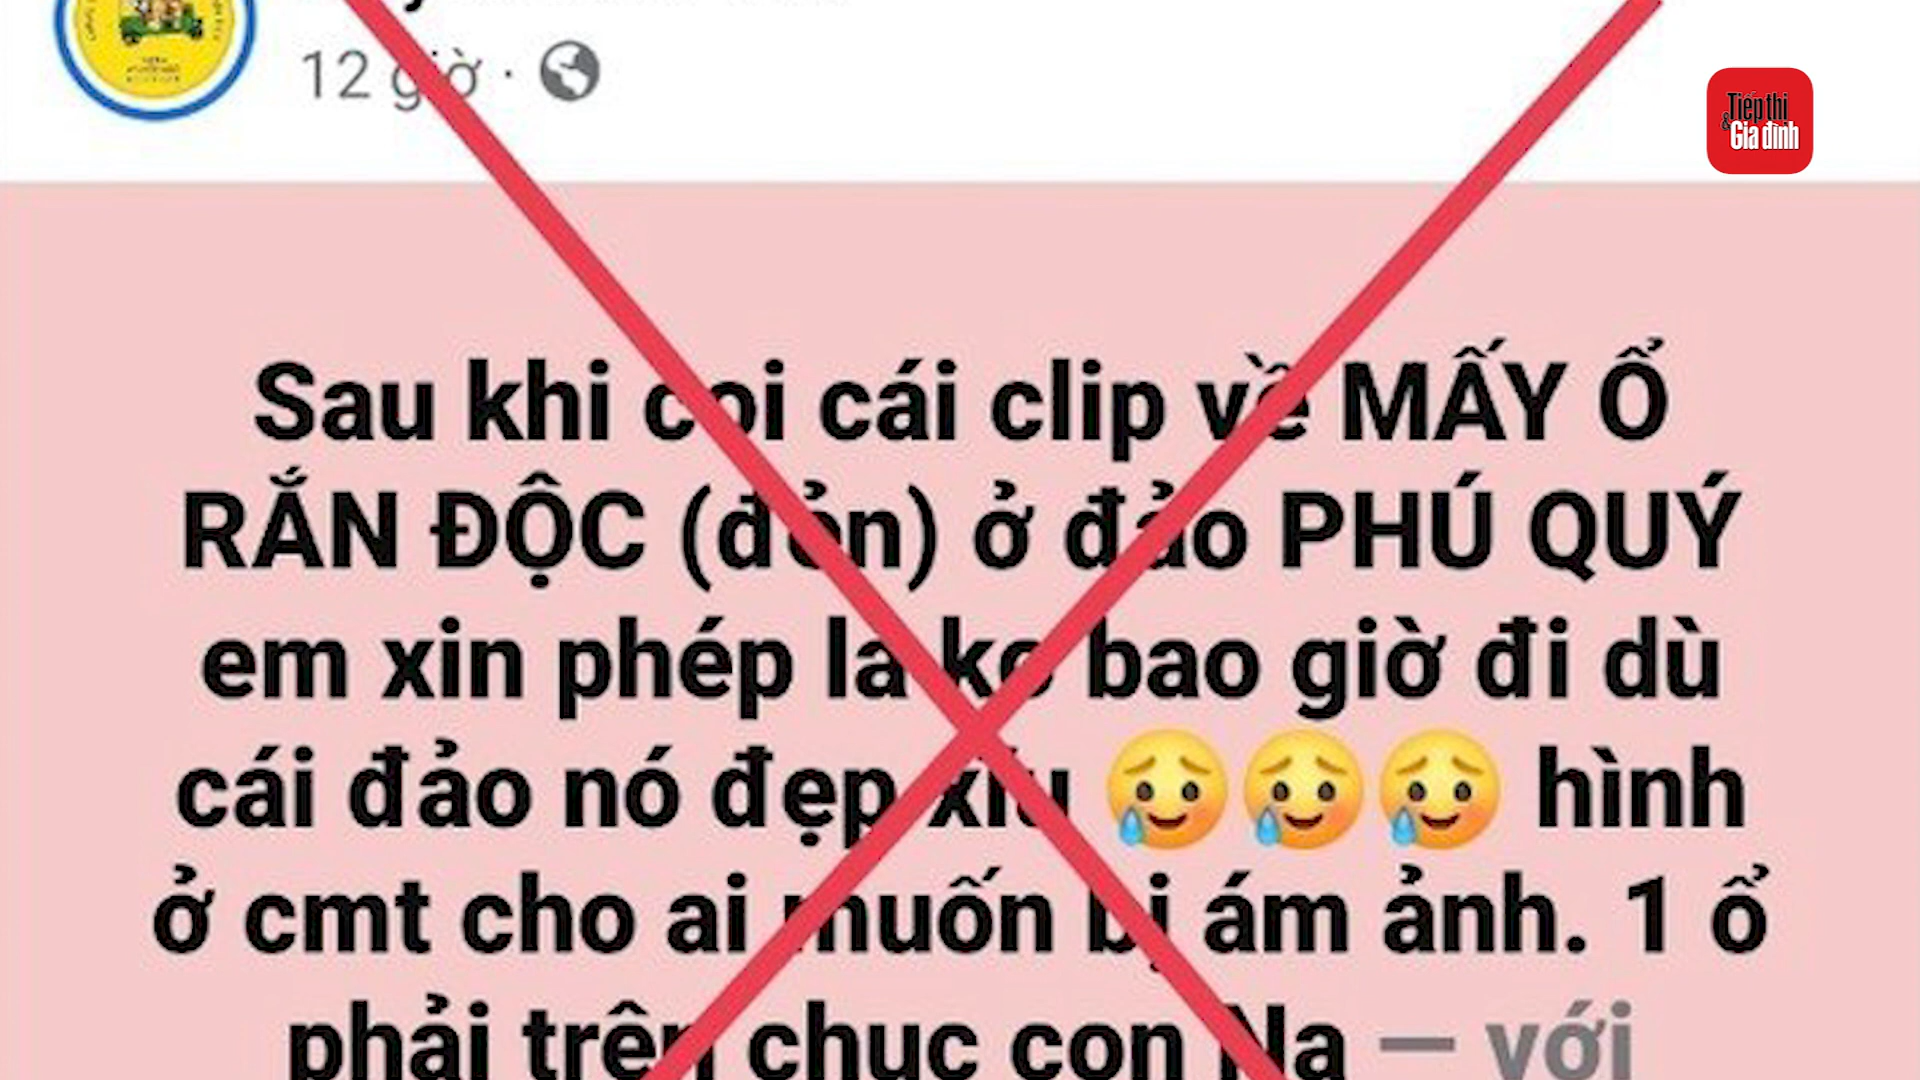 12 giờ ·
Tiếp thị
& Gia đình
Sau khi coi cái clip về MẤY Ổ
RẮN ĐỘC (đẻn) ở đảo PHÚ QUÝ
em xin phép là ko bao giờ đi dù
cái đảo nó đẹp xỉu 🥲🥲🥲 hình
ở cmt cho ai muốn bị ám ảnh. 1 ổ
phải trên chục con Na — với